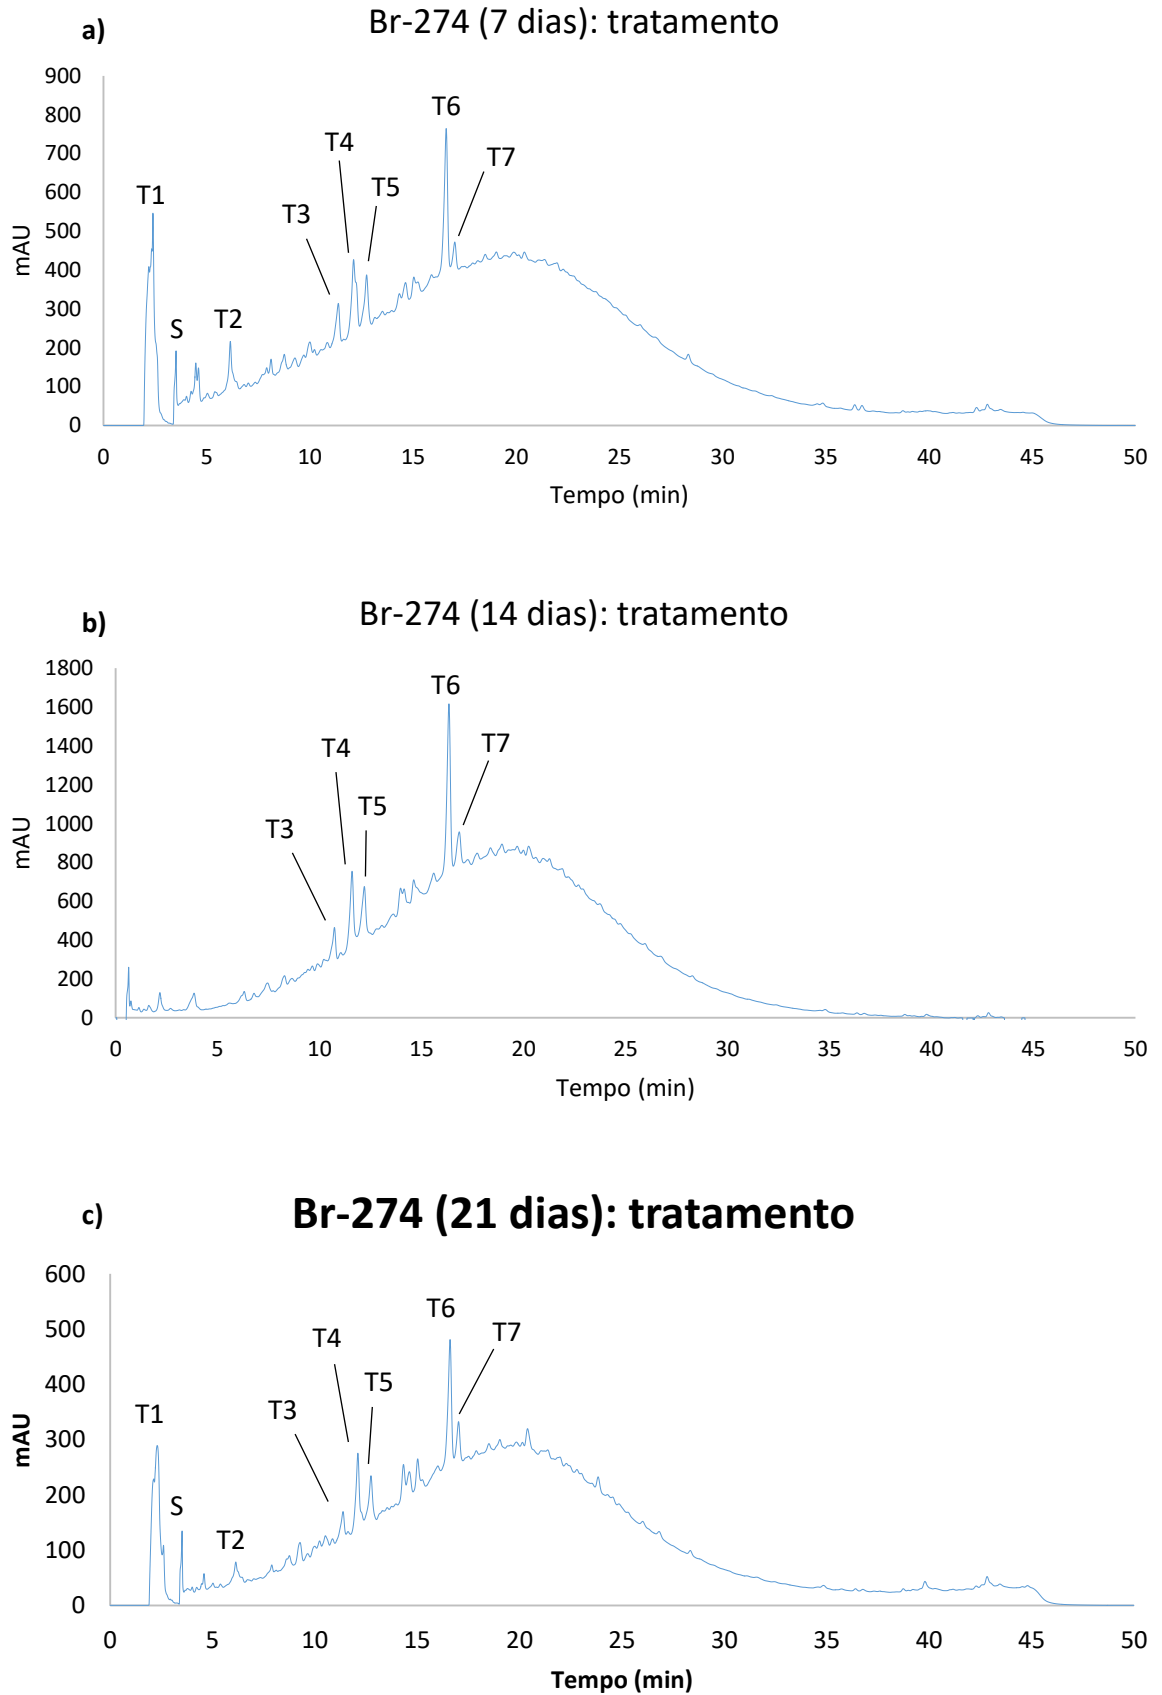 a)
Br-274 (7 dias): tratamento
900
800
700
600
500
400
300
200
100
0
mAU
T1
S
T2
T3
T4
T5
T6
T7
0 5 10 15 20 25 30 35 40 45 50
Tempo (min)
b)
Br-274 (14 dias): tratamento
1800
1600
1400
1200
1000
800
600
400
200
0
mAU
T3
T4
T5
T6
T7
0 5 10 15 20 25 30 35 40 45 50
Tempo (min)
c)
Br-274 (21 dias): tratamento
600
500
400
300
200
100
0
mAU
T1
S
T2
T3
T4
T5
T6
T7
0 5 10 15 20 25 30 35 40 45 50
Tempo (min)